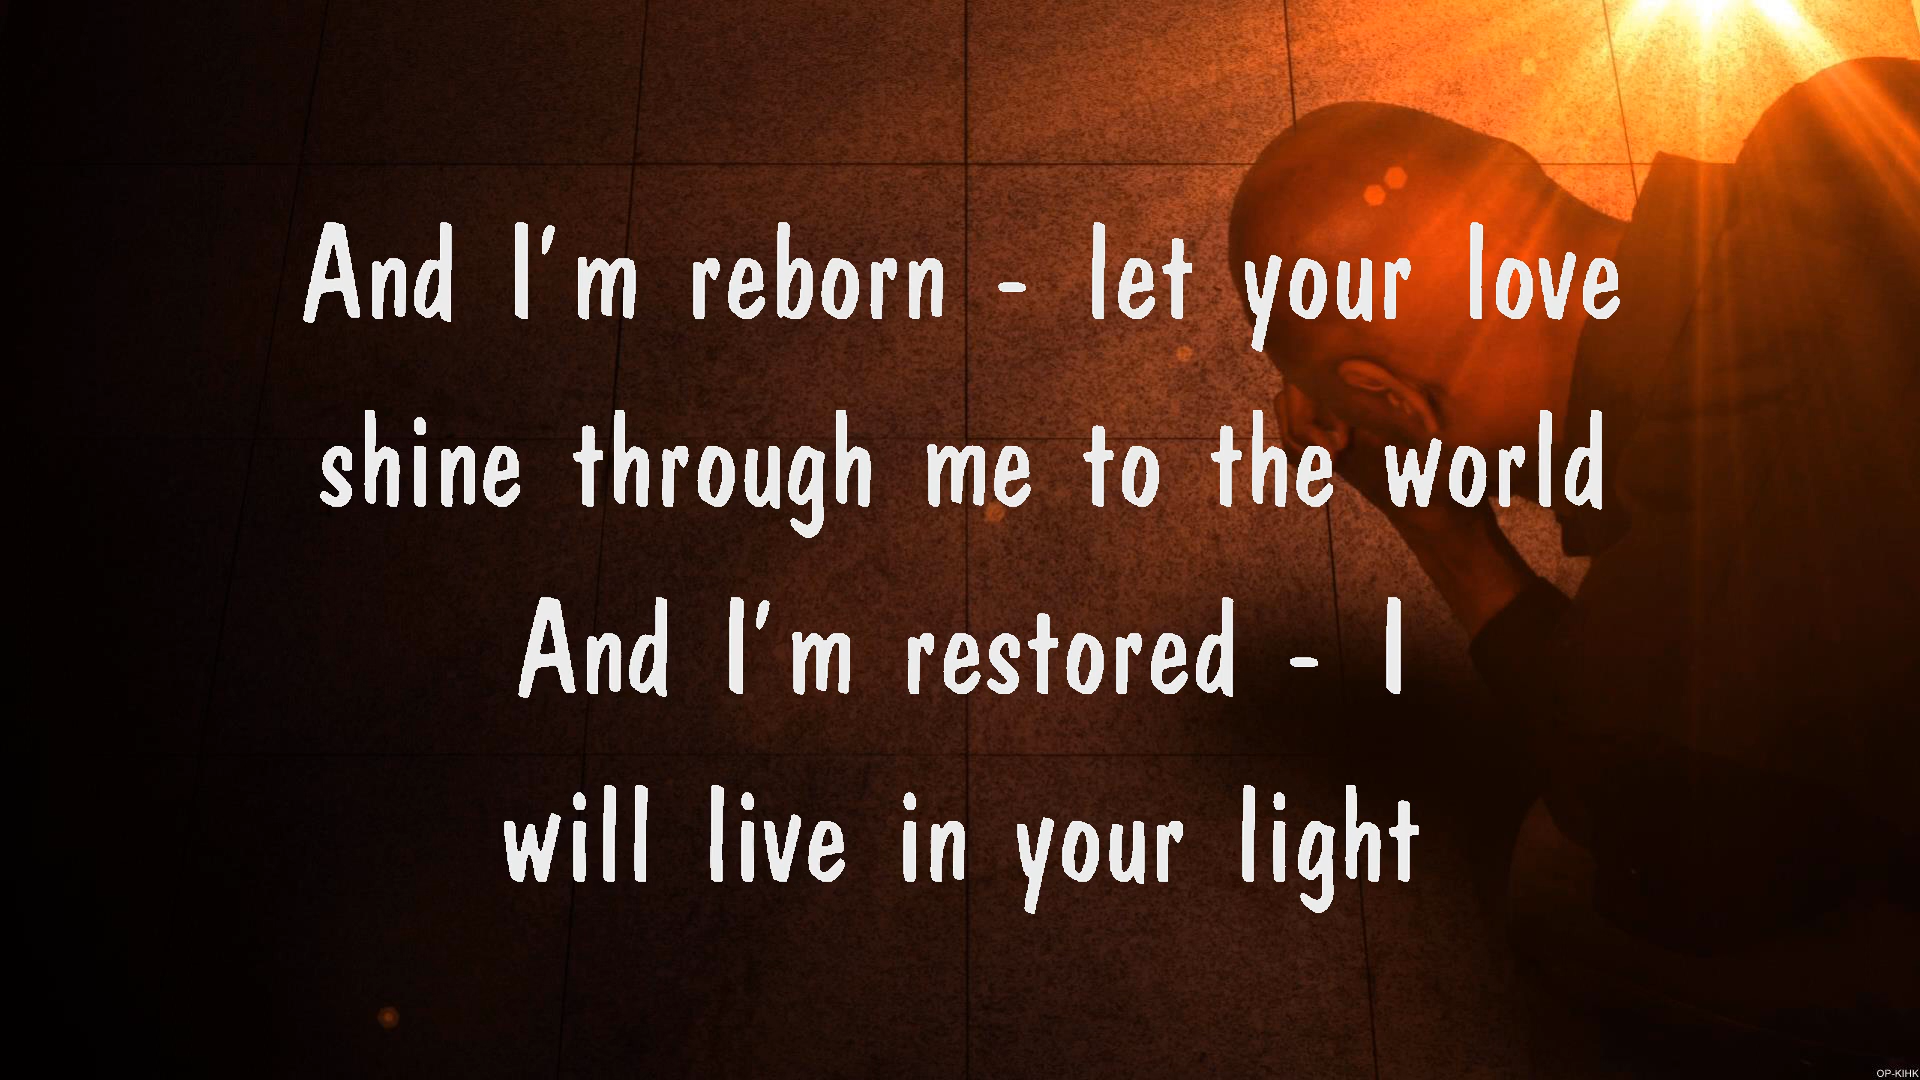 And I'm reborn - let your love
shine through me to the world
And I'm restored - I
will live in your light
OP-KIHK